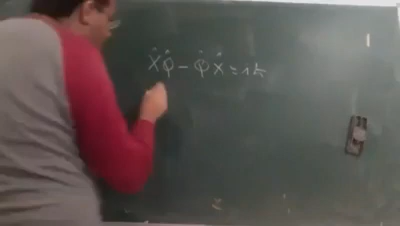 X̂P̂ − P̂X̂ = iħ